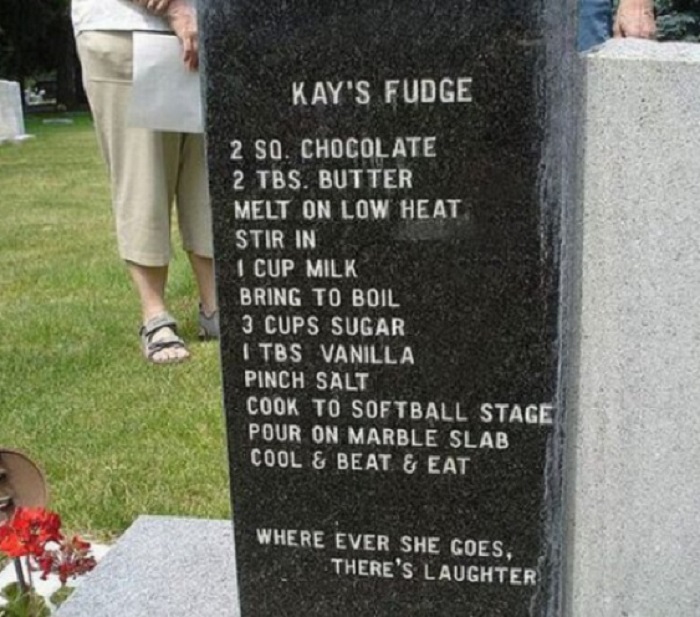 KAY'S FUDGE
2 SQ. CHOCOLATE
2 TBS. BUTTER
MELT ON LOW HEAT
STIR IN
1 CUP MILK
BRING TO BOIL
3 CUPS SUGAR
1 TBS VANILLA
PINCH SALT
COOK TO SOFTBALL STAGE
POUR ON MARBLE SLAB
COOL & BEAT & EAT
WHERE EVER SHE GOES,
THERE'S LAUGHTER